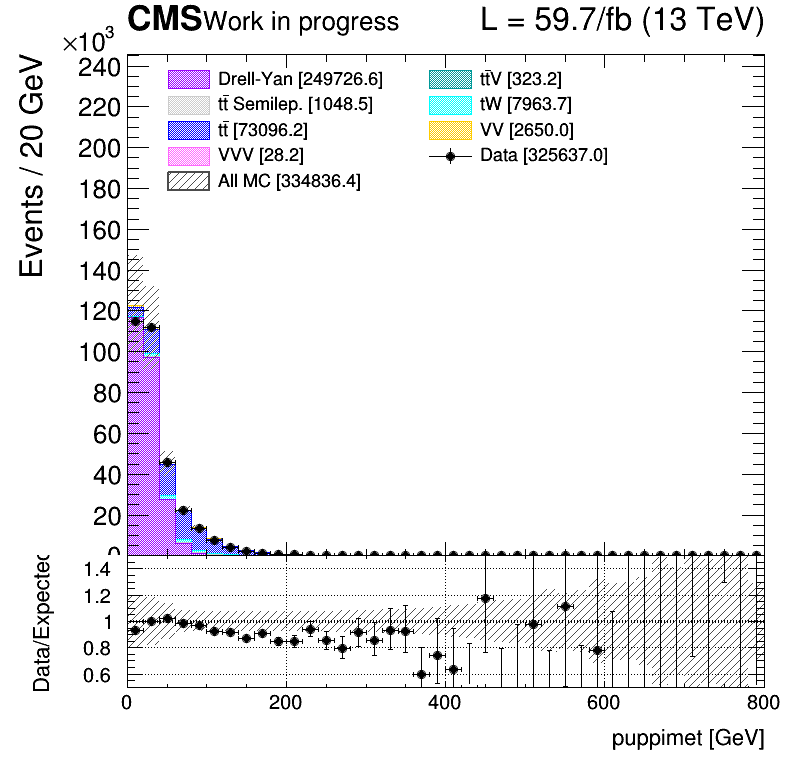 CMS Work in progress L = 59.7/fb (13 TeV)
×10³
Events / 20 GeV
240
220
200
180
160
140
120
100
80
60
40
20
0
Drell-Yan [249726.6]
tt̄ Semilep. [1048.5]
tt̄ [73096.2]
VVV [28.2]
All MC [334836.4]
tt̄V [323.2]
tW [7963.7]
VV [2650.0]
Data [325637.0]
Data/Expected
1.4
1.2
1
0.8
0.6
0 200 400 600 800
puppimet [GeV]